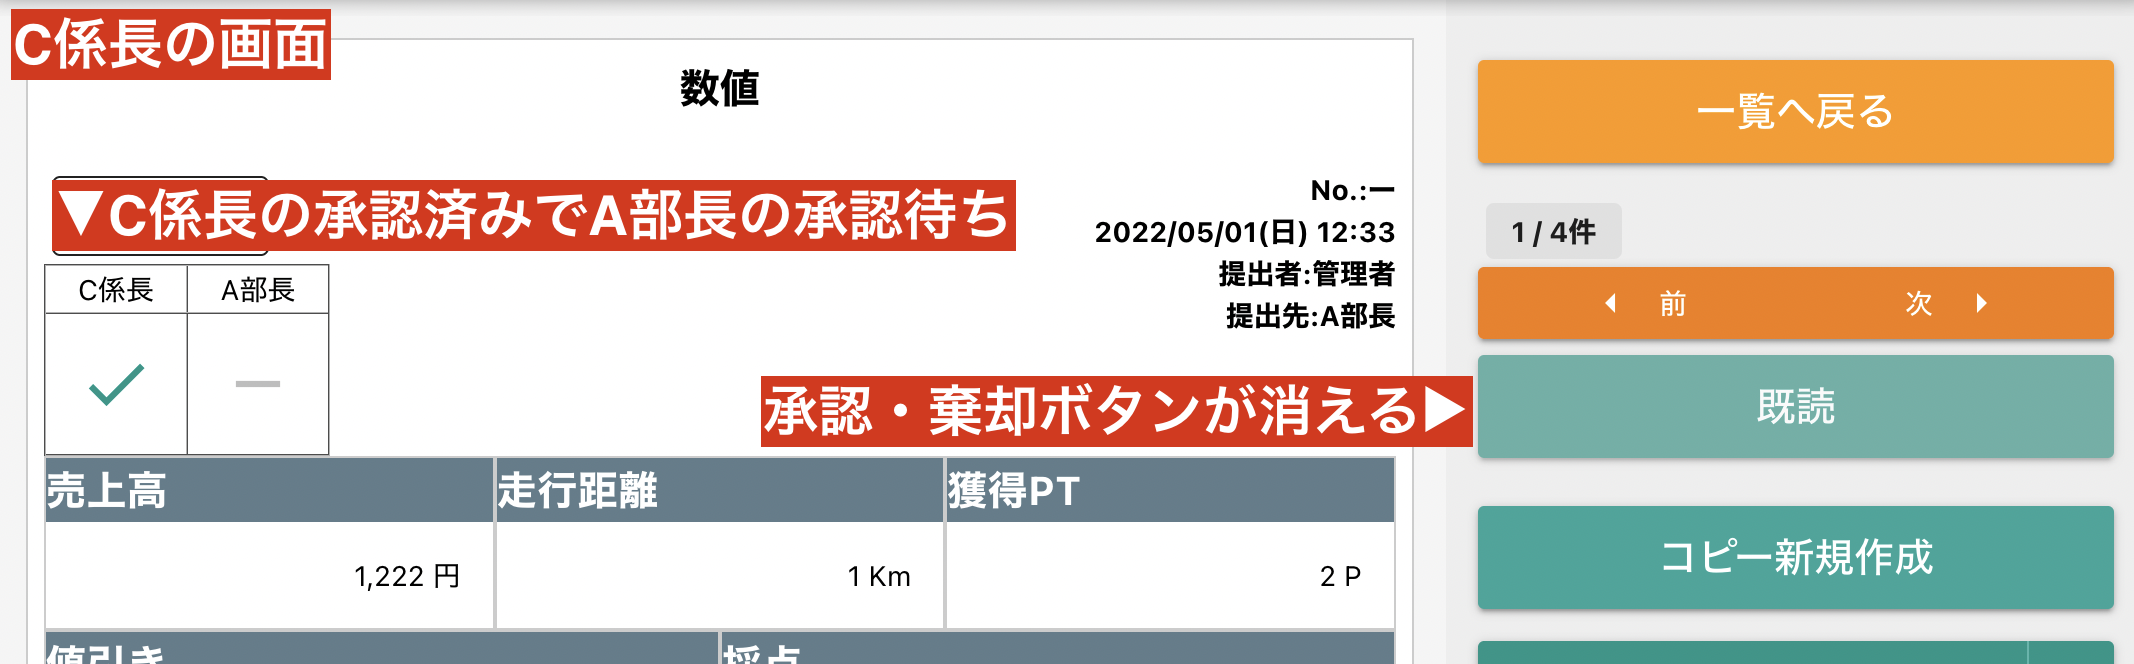 C係長の画面
数値
▼C係長の承認済みでA部長の承認待ち
No.:ー
2022/05/01(日) 12:33
提出者:管理者
提出先:A部長
C係長 A部長
承認・棄却ボタンが消える▶
売上高 走行距離 獲得PT
1,222 円 1 Km 2 P
値引き 採点
一覧へ戻る
1 / 4件
前 次
既読
コピー新規作成